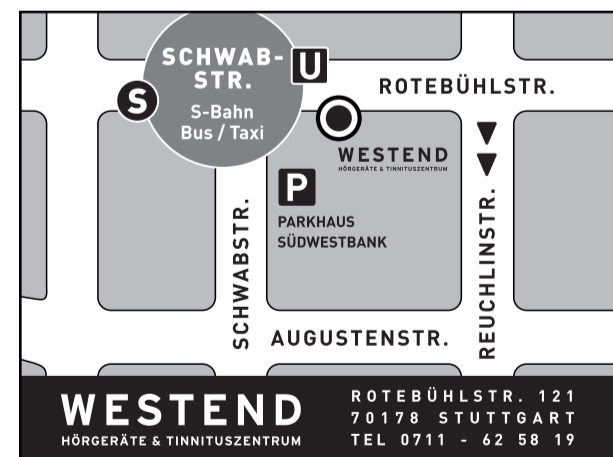 SCHWAB-
STR.
S-Bahn
Bus / Taxi
U
S
ROTEBÜHLSTR.
WESTEND
HÖRGERÄTE & TINNITUSZENTRUM
P
PARKHAUS
SÜDWESTBANK
SCHWABSTR.
REUCHLINSTR.
AUGUSTENSTR.
WESTEND
HÖRGERÄTE & TINNITUSZENTRUM
ROTEBÜHLSTR. 121
70178 STUTTGART
TEL 0711 - 62 58 19